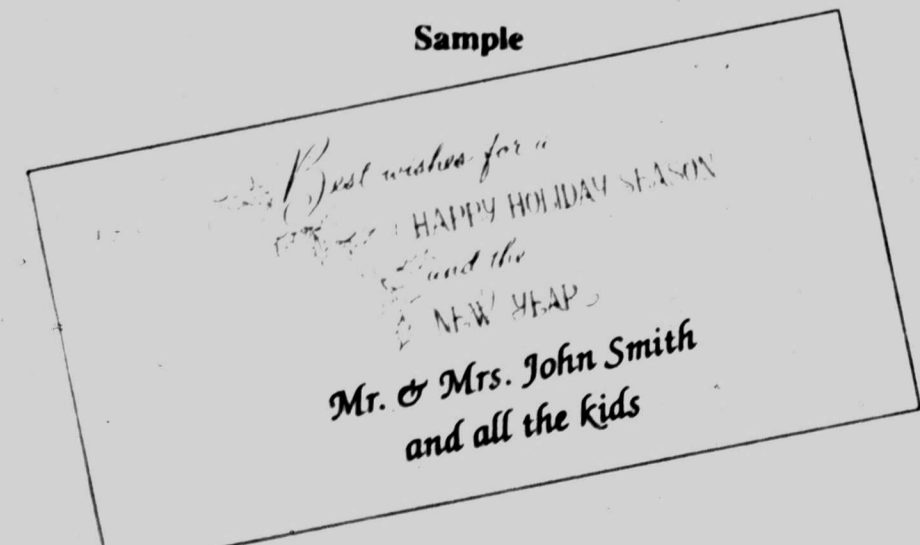 Sample
Best wishes for a
HAPPY HOLIDAY SEASON
and the
NEW YEAR
Mr. & Mrs. John Smith
and all the kids